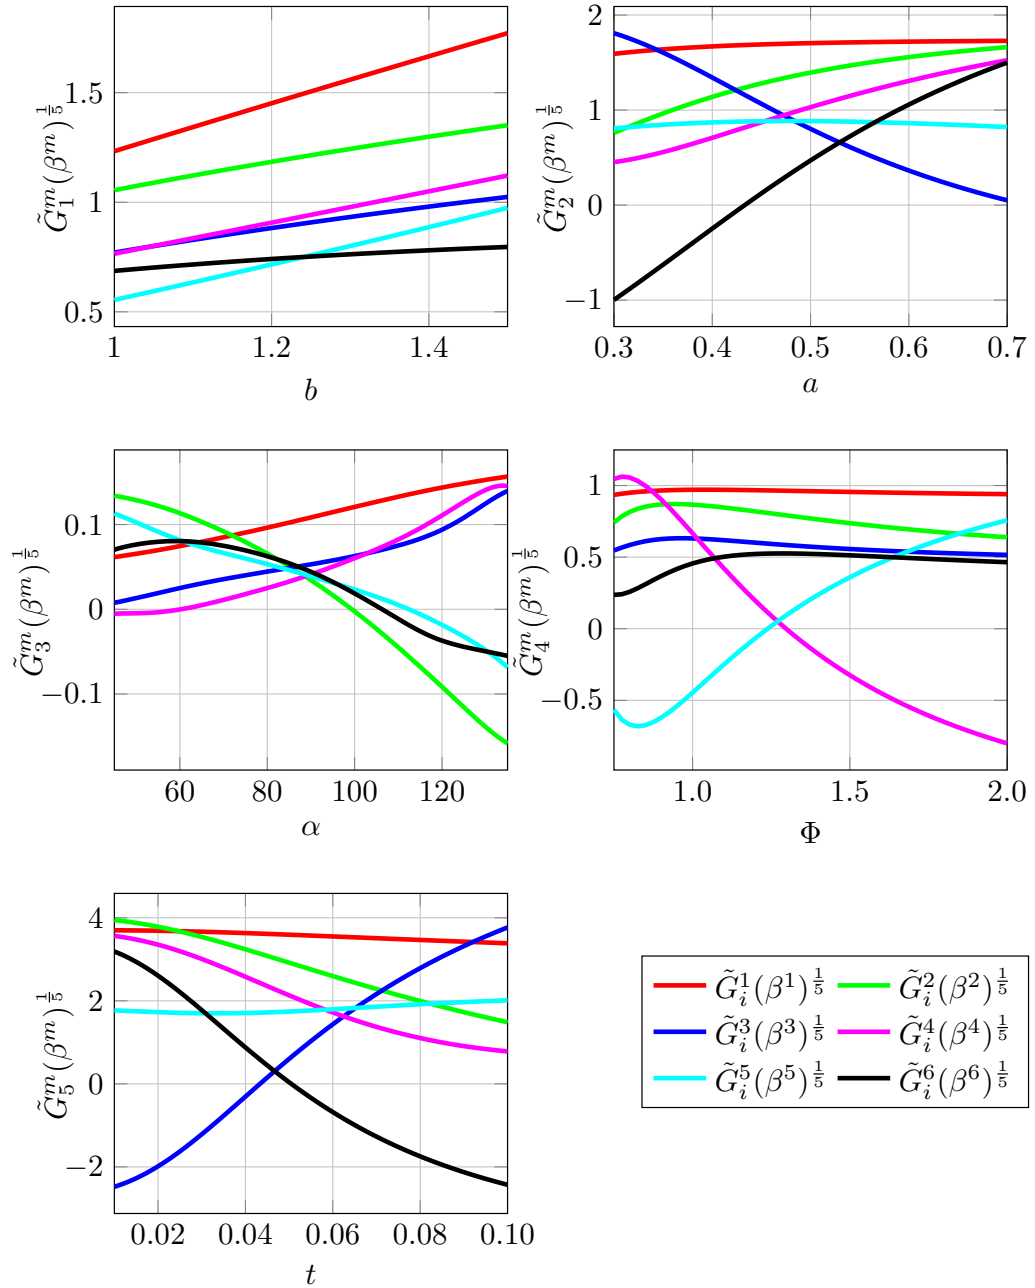 1.5
1
0.5
1 1.2 1.4
b
G̃₁ᵐ(βᵐ)^{1/5}
2
1
0
−1
0.3 0.4 0.5 0.6 0.7
a
G̃₂ᵐ(βᵐ)^{1/5}
0.1
0
−0.1
60 80 100 120
α
G̃₃ᵐ(βᵐ)^{1/5}
1
0.5
0
−0.5
1.0 1.5 2.0
Φ
G̃₄ᵐ(βᵐ)^{1/5}
4
2
0
−2
0.02 0.04 0.06 0.08 0.10
t
G̃₅ᵐ(βᵐ)^{1/5}
G̃ᵢ¹(β¹)^{1/5} G̃ᵢ²(β²)^{1/5}
G̃ᵢ³(β³)^{1/5} G̃ᵢ⁴(β⁴)^{1/5}
G̃ᵢ⁵(β⁵)^{1/5} G̃ᵢ⁶(β⁶)^{1/5}